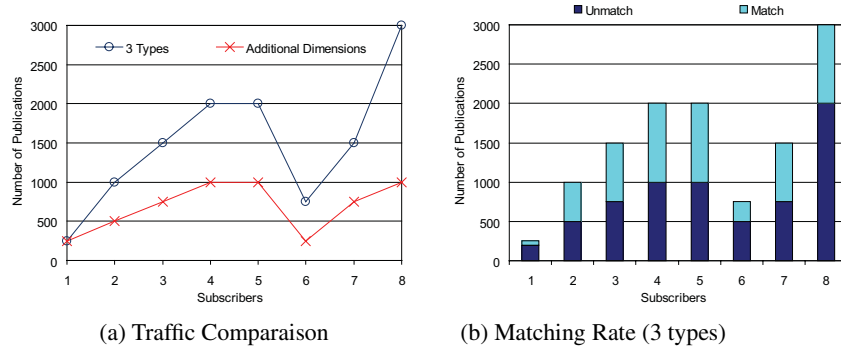 3 Types
Additional Dimensions
Number of Publications
3000
2500
2000
1500
1000
500
0
1 2 3 4 5 6 7 8
Subscribers
(a) Traffic Comparaison
Unmatch
Match
Number of Publications
3000
2500
2000
1500
1000
500
0
1 2 3 4 5 6 7 8
Subscribers
(b) Matching Rate (3 types)